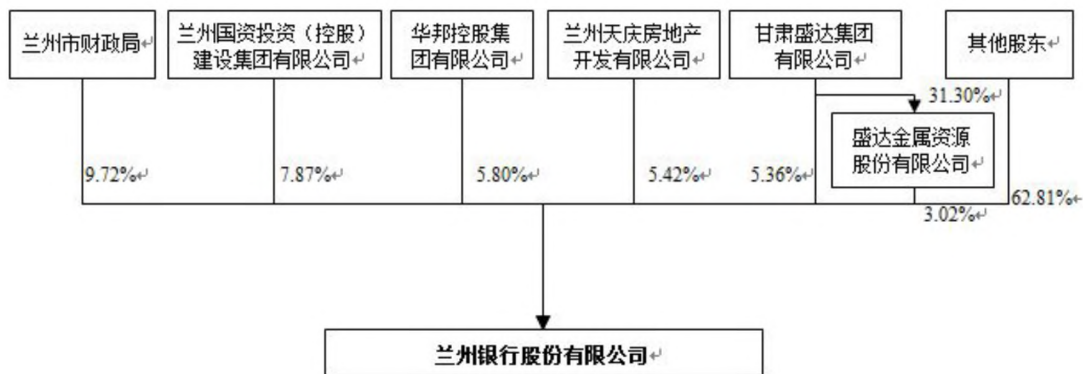 兰州市财政局
兰州国资投资（控股）
建设集团有限公司
华邦控股集
团有限公司
兰州天庆房地产
开发有限公司
甘肃盛达集团
有限公司
其他股东
31.30%
盛达金属资源
股份有限公司
9.72%
7.87%
5.80%
5.42%
5.36%
62.81%
3.02%
兰州银行股份有限公司